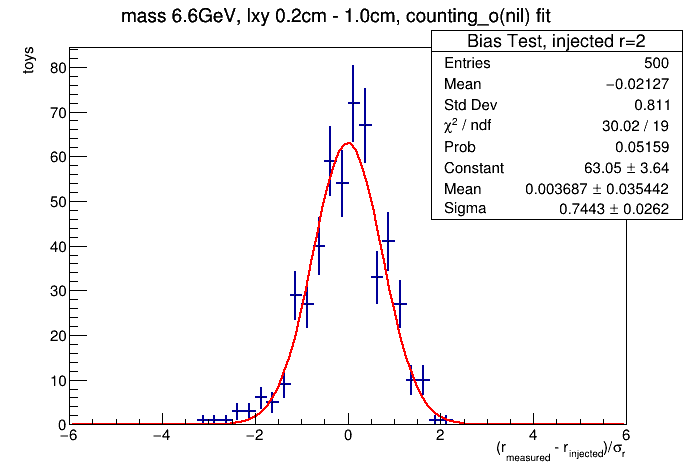 mass 6.6GeV, lxy 0.2cm - 1.0cm, counting_o(nil) fit
Bias Test, injected r=2
Entries 500
Mean −0.02127
Std Dev 0.811
χ² / ndf 30.02 / 19
Prob 0.05159
Constant 63.05 ± 3.64
Mean 0.003687 ± 0.035442
Sigma 0.7443 ± 0.0262
toys
80
70
60
50
40
30
20
10
0
−6 −4 −2 0 2 4 6
(r_measured - r_injected)/σ_r